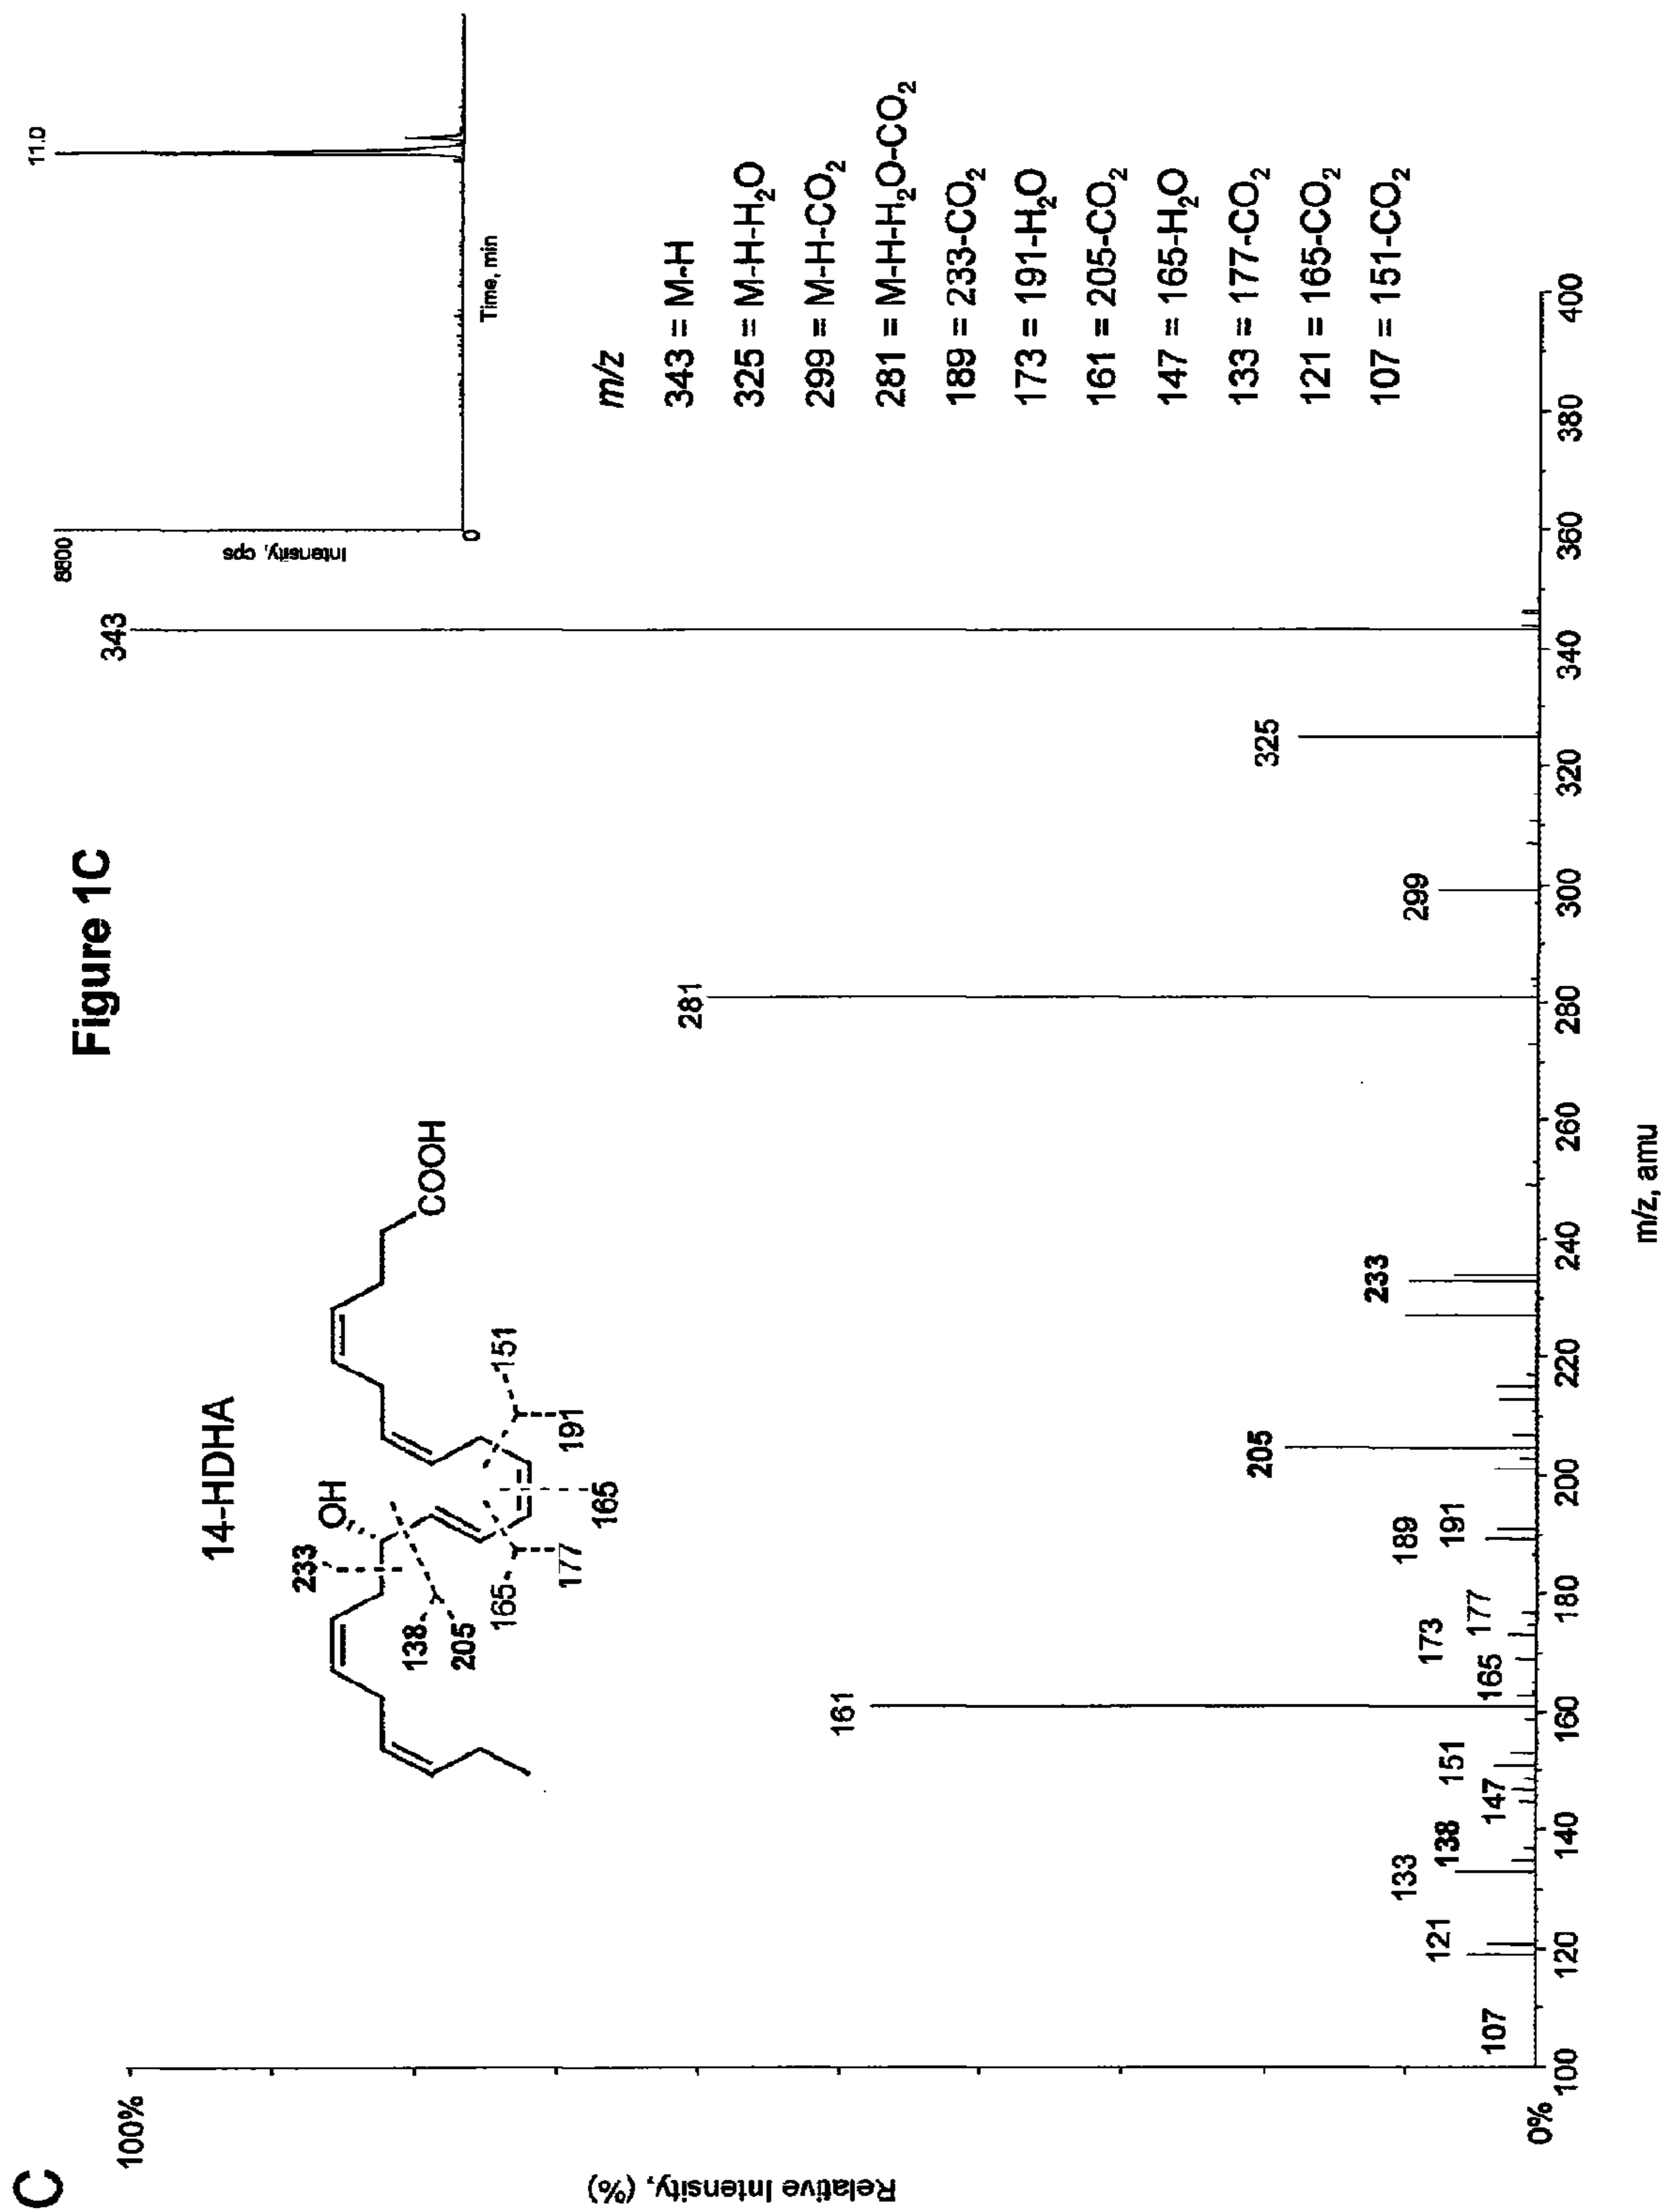 C
Figure 1C
14-HDHA
OH
COOH
233
138
205
165
177
165
191
151
8800
11.0
Intensity, cps
0
Time, min
m/z
343 = M-H
325 = M-H-H₂O
299 = M-H-CO₂
281 = M-H-H₂O-CO₂
189 = 233-CO₂
173 = 191-H₂O
161 = 205-CO₂
147 = 165-H₂O
133 = 177-CO₂
121 = 165-CO₂
107 = 151-CO₂
Relative Intensity, (%)
100%
0%
107
121
133
138
147
151
161
165
173
177
189
191
205
233
281
299
325
343
100 120 140 160 180 200 220 240 260 280 300 320 340 360 380 400
m/z, amu